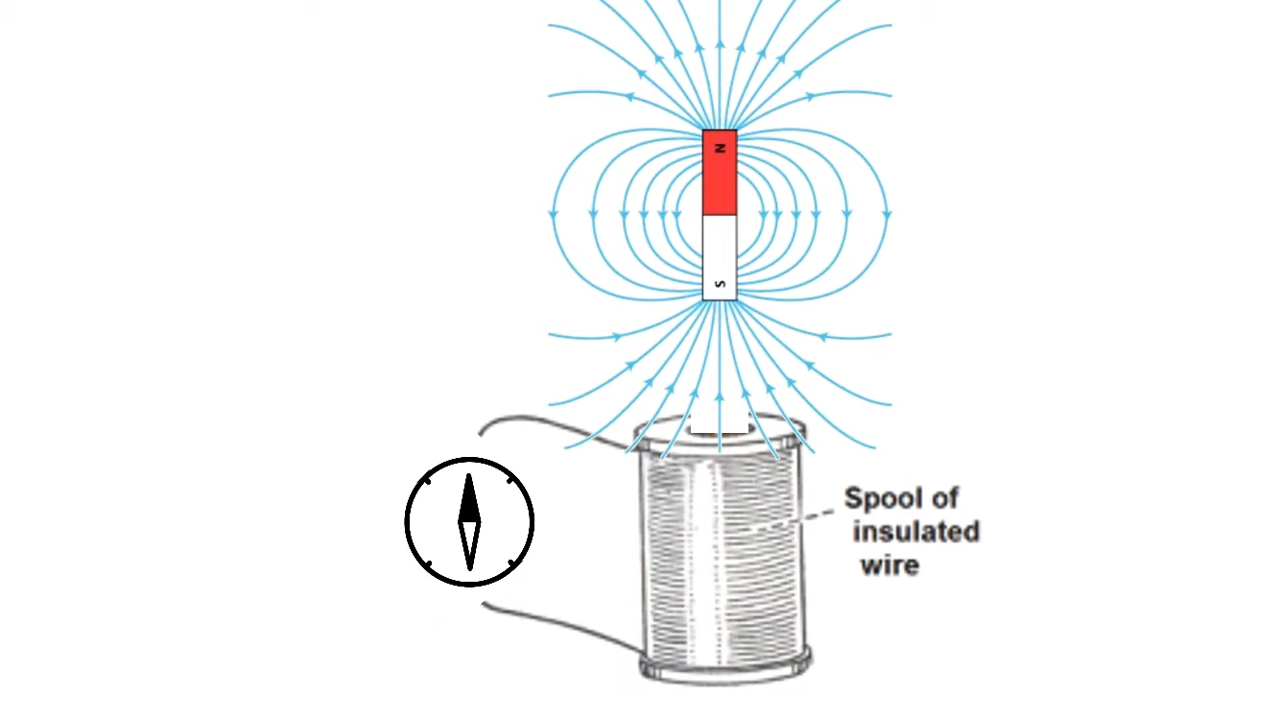 N
S
Spool of
insulated
wire